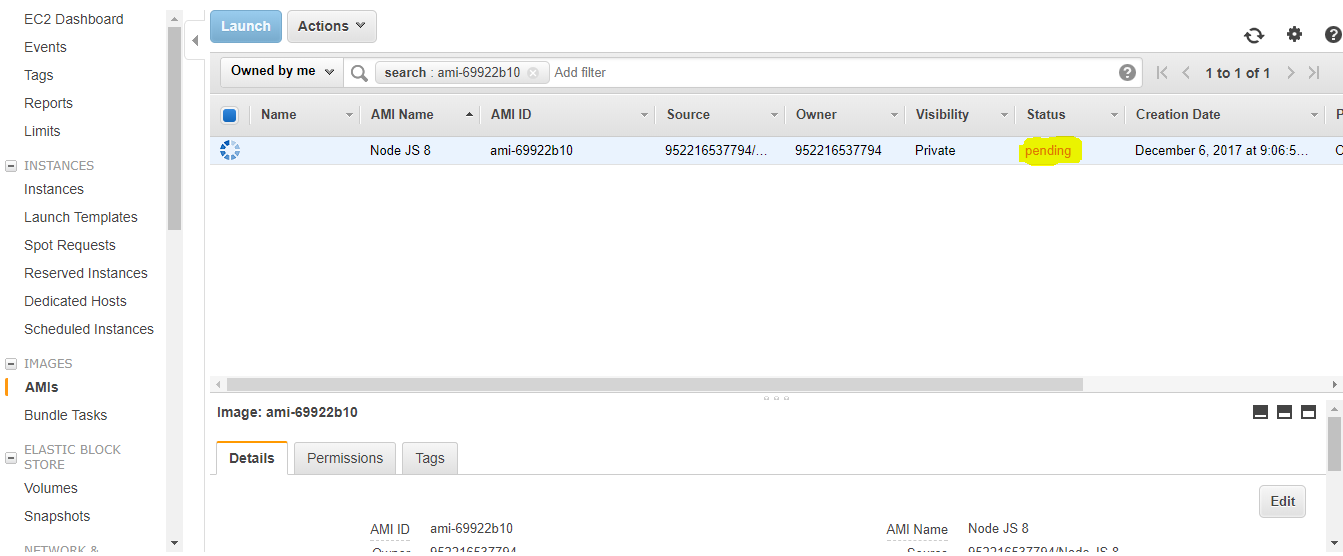 EC2 Dashboard
Events
Tags
Reports
Limits
INSTANCES
Instances
Launch Templates
Spot Requests
Reserved Instances
Dedicated Hosts
Scheduled Instances
IMAGES
AMIs
Bundle Tasks
ELASTIC BLOCK
STORE
Volumes
Snapshots
NETWORK &
Launch Actions
Owned by me search : ami-69922b10 Add filter 1 to 1 of 1
Name AMI Name AMI ID Source Owner Visibility Status Creation Date P
Node JS 8 ami-69922b10 952216537794/... 952216537794 Private pending December 6, 2017 at 9:06:5...
Image: ami-69922b10
Details Permissions Tags
Edit
AMI ID ami-69922b10 AMI Name Node JS 8
Owner 952216537794 Source 952216537794/Node JS 8